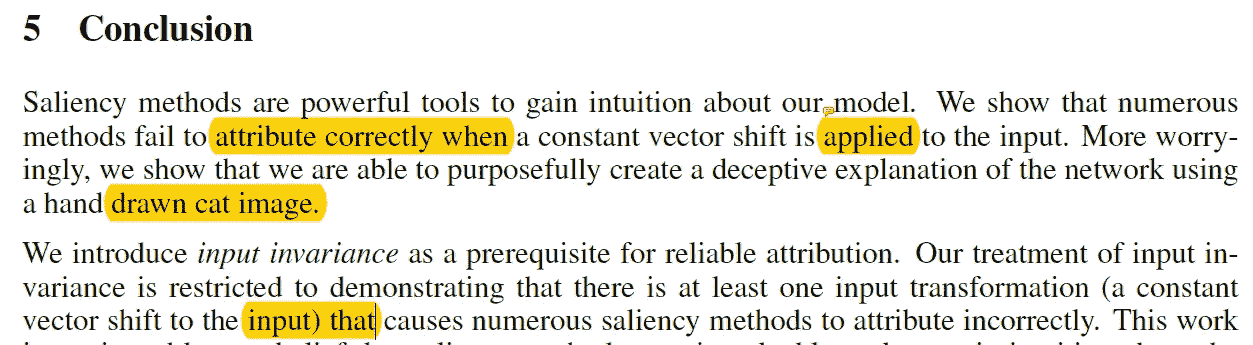 5 Conclusion
Saliency methods are powerful tools to gain intuition about our model. We show that numerous
methods fail to attribute correctly when a constant vector shift is applied to the input. More worry-
ingly, we show that we are able to purposefully create a deceptive explanation of the network using
a hand drawn cat image.
We introduce input invariance as a prerequisite for reliable attribution. Our treatment of input in-
variance is restricted to demonstrating that there is at least one input transformation (a constant
vector shift to the input) that causes numerous saliency methods to attribute incorrectly. This work